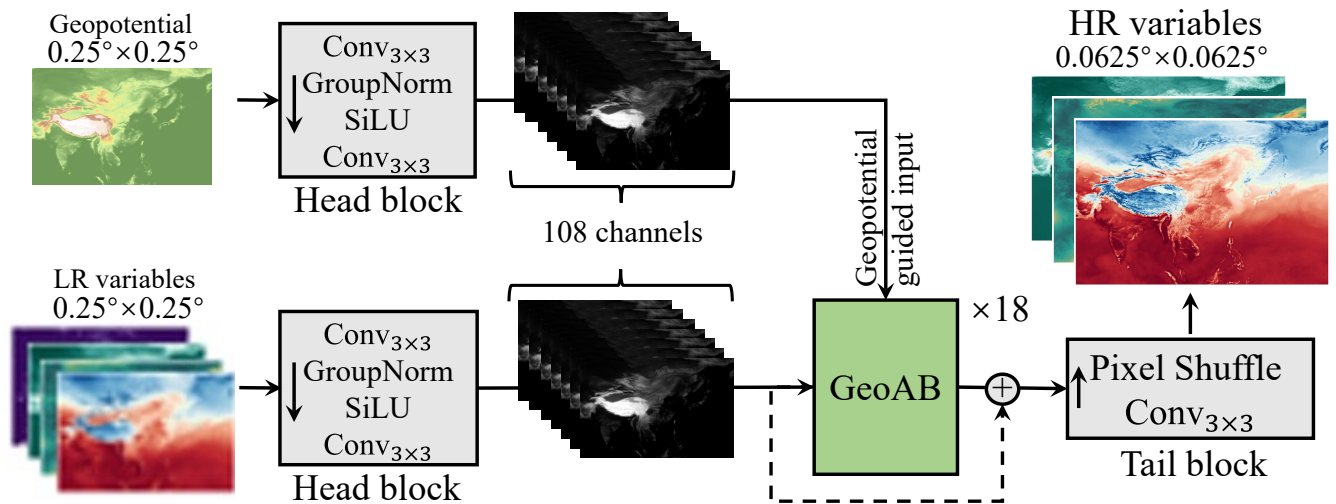 Geopotential
0.25°×0.25°
Conv3×3
GroupNorm
SiLU
Conv3×3
Head block
108 channels
Geopotential
guided input
HR variables
0.0625°×0.0625°
LR variables
0.25°×0.25°
Conv3×3
GroupNorm
SiLU
Conv3×3
Head block
GeoAB
×18
+
Pixel Shuffle
Conv3×3
Tail block